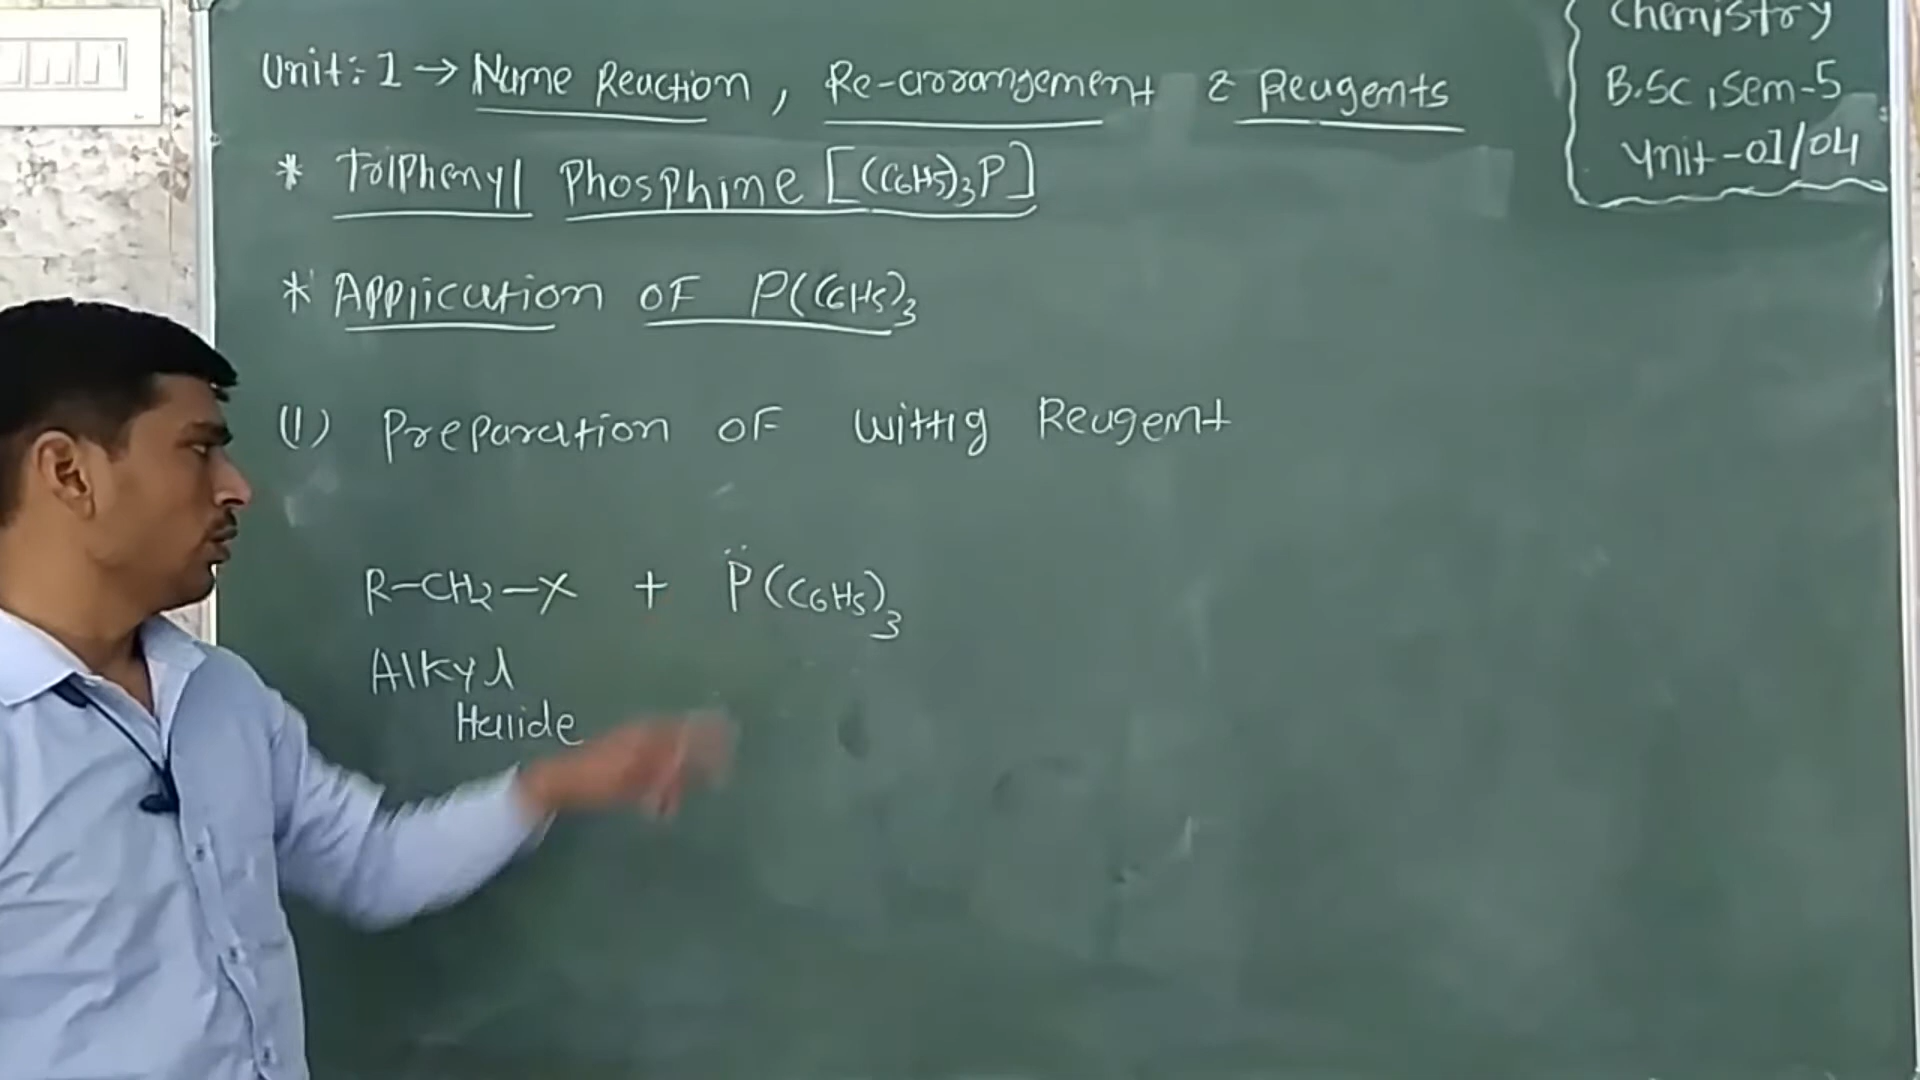 Unit:-1 → Name Reaction, Re-arrangement & Reagents
* Triphenyl Phosphine [(C6H5)3P]
* Application OF P(C6H5)3
(1) Preparation OF Wittig Reagent
R-CH2-X + P̈(C6H5)3
Alkyl
Halide
Chemistry
B.Sc, Sem-5
Unit-01/04